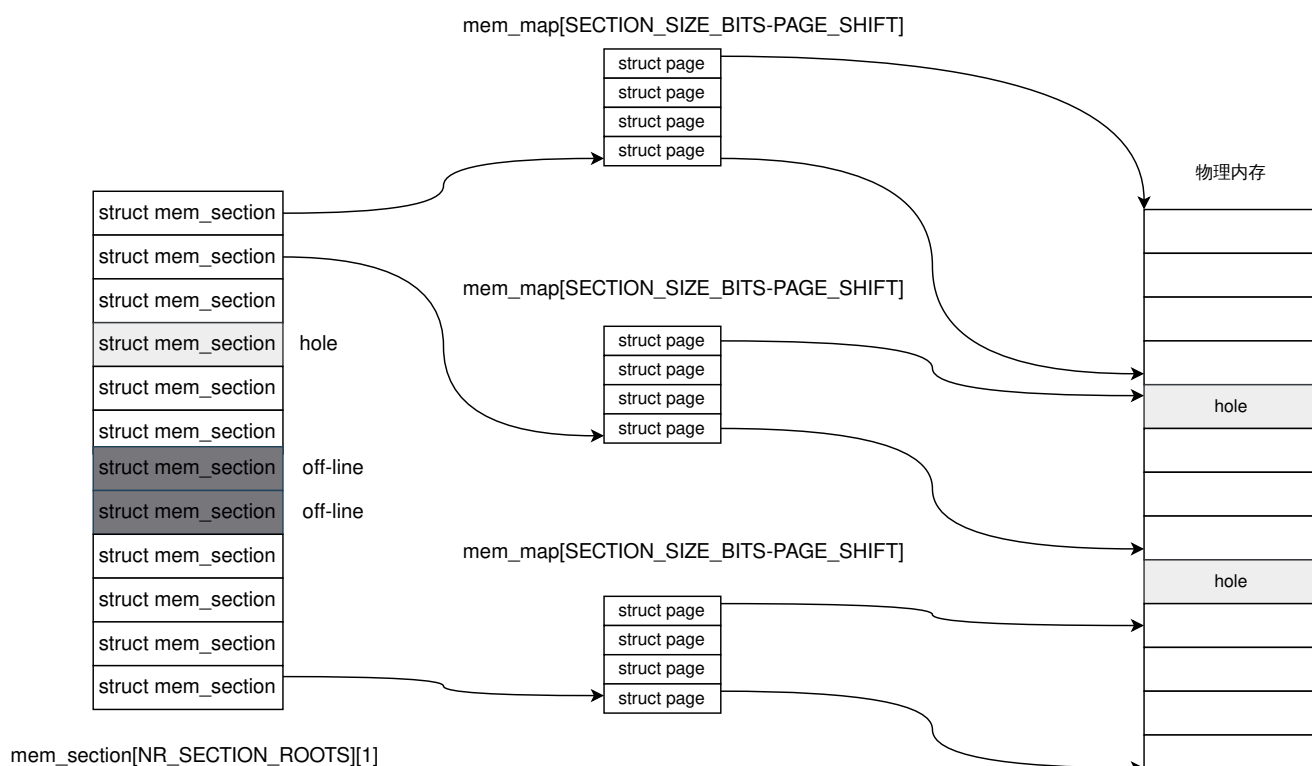 mem_map[SECTION_SIZE_BITS-PAGE_SHIFT]
struct page
struct page
struct page
struct page
物理内存
struct mem_section
struct mem_section
struct mem_section
struct mem_section hole
struct mem_section
struct mem_section
struct mem_section off-line
struct mem_section off-line
struct mem_section
struct mem_section
struct mem_section
struct mem_section
mem_section[NR_SECTION_ROOTS][1]
mem_map[SECTION_SIZE_BITS-PAGE_SHIFT]
struct page
struct page
struct page
struct page
mem_map[SECTION_SIZE_BITS-PAGE_SHIFT]
struct page
struct page
struct page
struct page
hole
hole